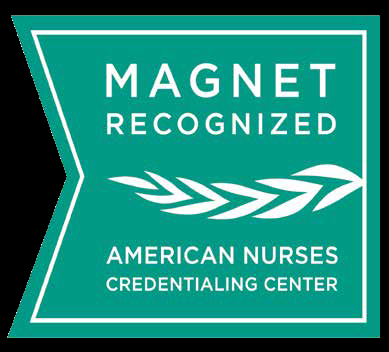 MAGNET
RECOGNIZED
AMERICAN NURSES
CREDENTIALING CENTER